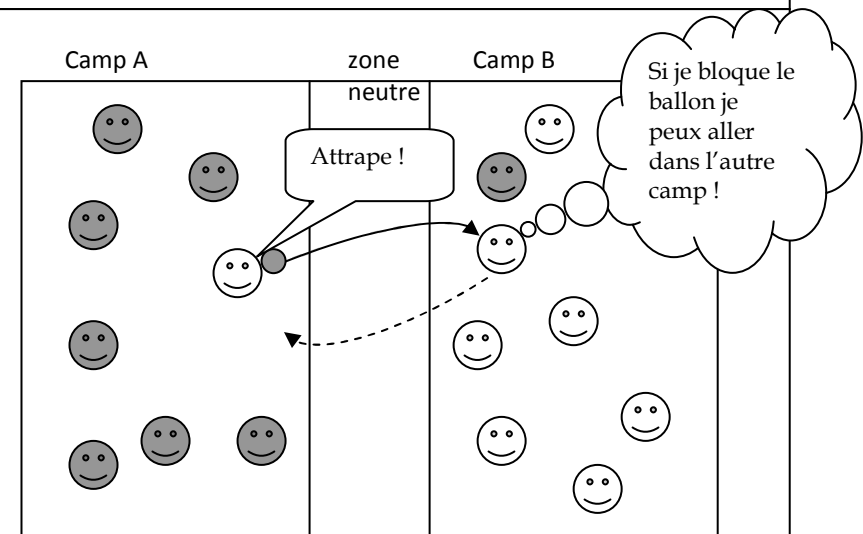 Camp A
zone
neutre
Camp B
Attrape !
Si je bloque le
ballon je
peux aller
dans l’autre
camp !